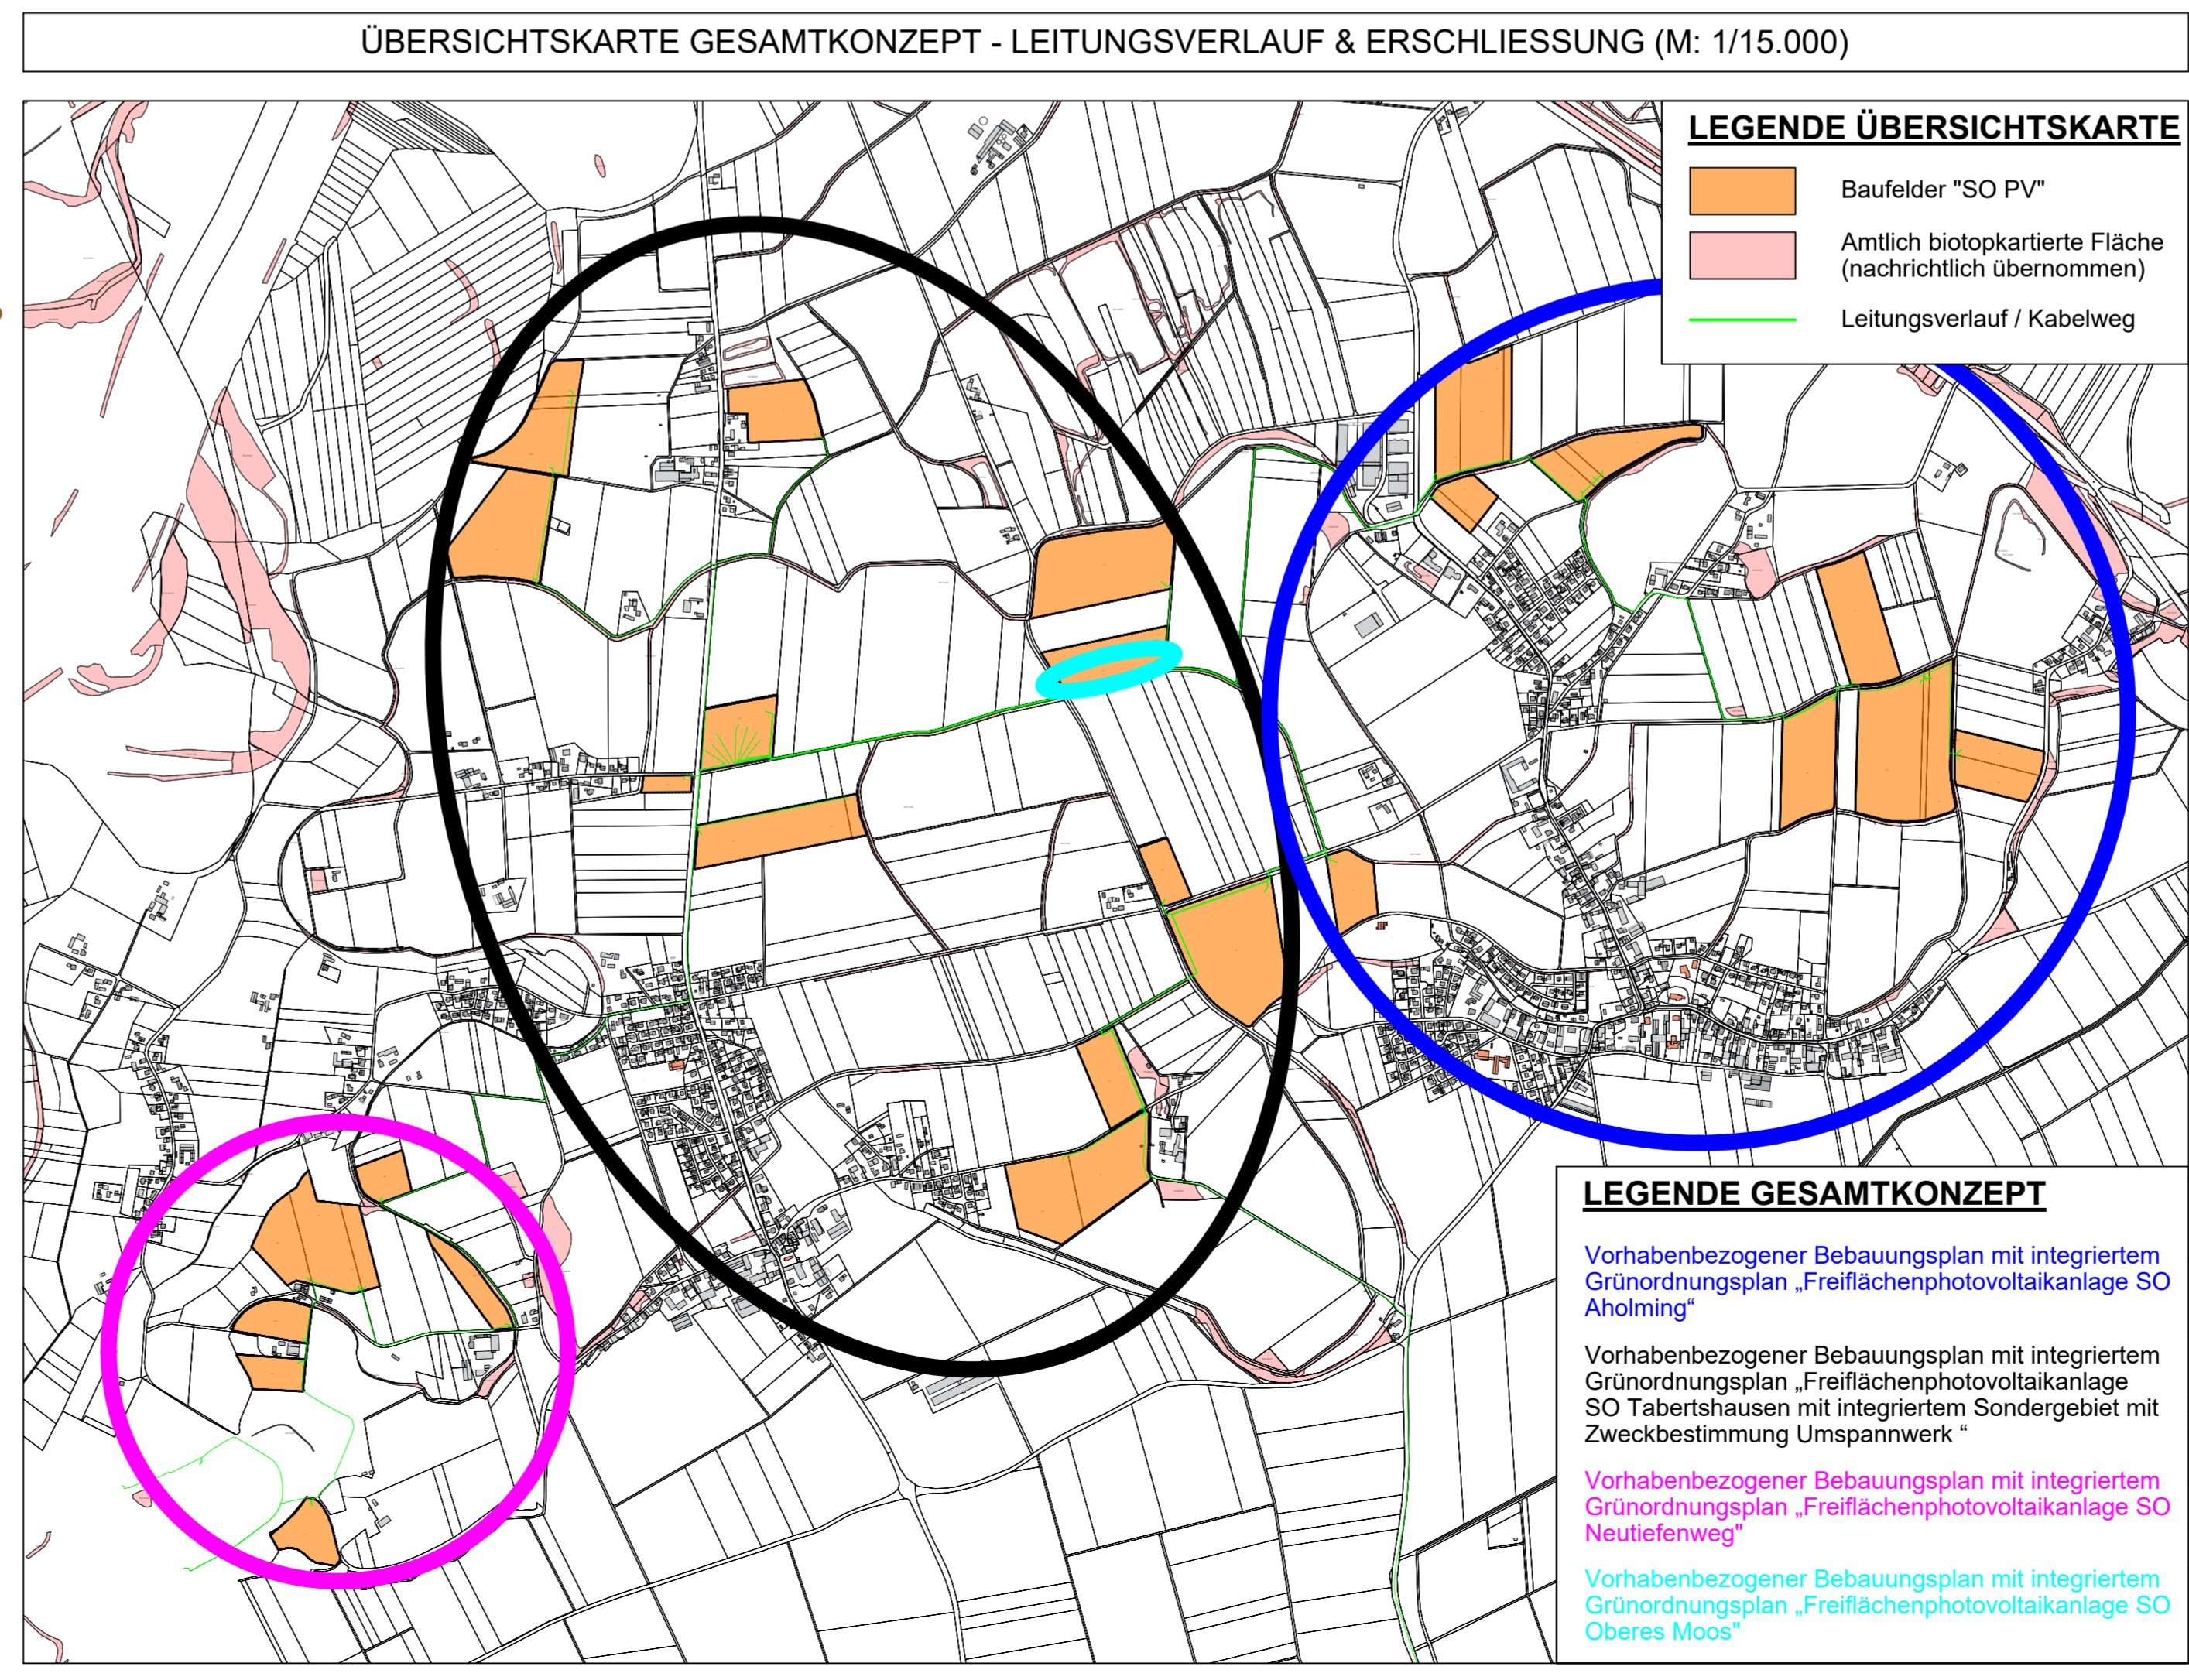 ÜBERSICHTSKARTE GESAMTKONZEPT - LEITUNGSVERLAUF & ERSCHLIESSUNG (M: 1/15.000)
LEGENDE ÜBERSICHTSKARTE
Baufelder "SO PV"
Amtlich biotopkartierte Fläche
(nachrichtlich übernommen)
Leitungsverlauf / Kabelweg
LEGENDE GESAMTKONZEPT
Vorhabenbezogener Bebauungsplan mit integriertem
Grünordnungsplan „Freiflächenphotovoltaikanlage SO
Aholming“
Vorhabenbezogener Bebauungsplan mit integriertem
Grünordnungsplan „Freiflächenphotovoltaikanlage
SO Tabertshausen mit integriertem Sondergebiet mit
Zweckbestimmung Umspannwerk “
Vorhabenbezogener Bebauungsplan mit integriertem
Grünordnungsplan „Freiflächenphotovoltaikanlage SO
Neutiefenweg"
Vorhabenbezogener Bebauungsplan mit integriertem
Grünordnungsplan „Freiflächenphotovoltaikanlage SO
Oberes Moos"